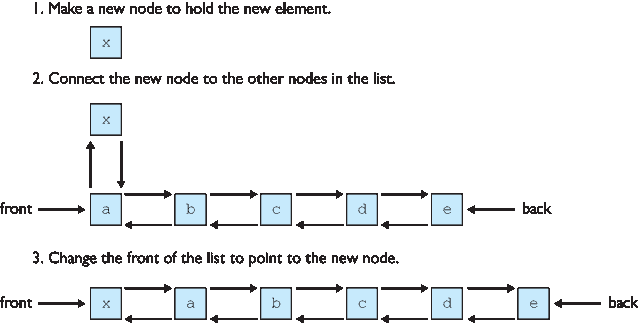 1. Make a new node to hold the new element.
x
2. Connect the new node to the other nodes in the list.
x
front a b c d e back
3. Change the front of the list to point to the new node.
front x a b c d e back